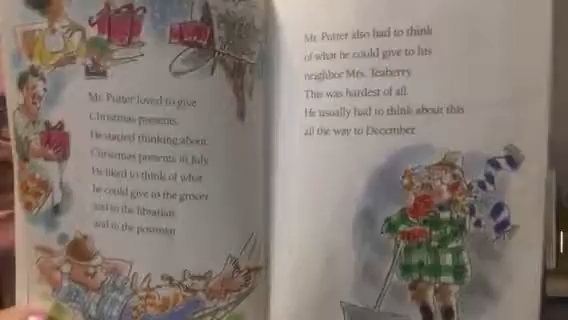 Mr. Putter loved to give
Christmas presents.
He started thinking about
Christmas presents in July.
He liked to think of what
he could give to the grocer
and to the librarian
and to the postman.
Mr. Putter also had to think
of what he could give to his
neighbor Mrs. Teaberry.
This was hardest of all.
He usually had to think about this
all the way to December.